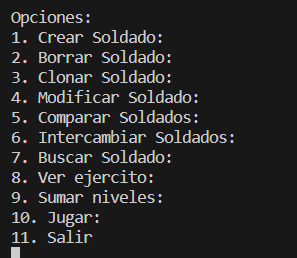 Opciones:
1. Crear Soldado:
2. Borrar Soldado:
3. Clonar Soldado:
4. Modificar Soldado:
5. Comparar Soldados:
6. Intercambiar Soldados:
7. Buscar Soldado:
8. Ver ejercito:
9. Sumar niveles:
10. Jugar:
11. Salir